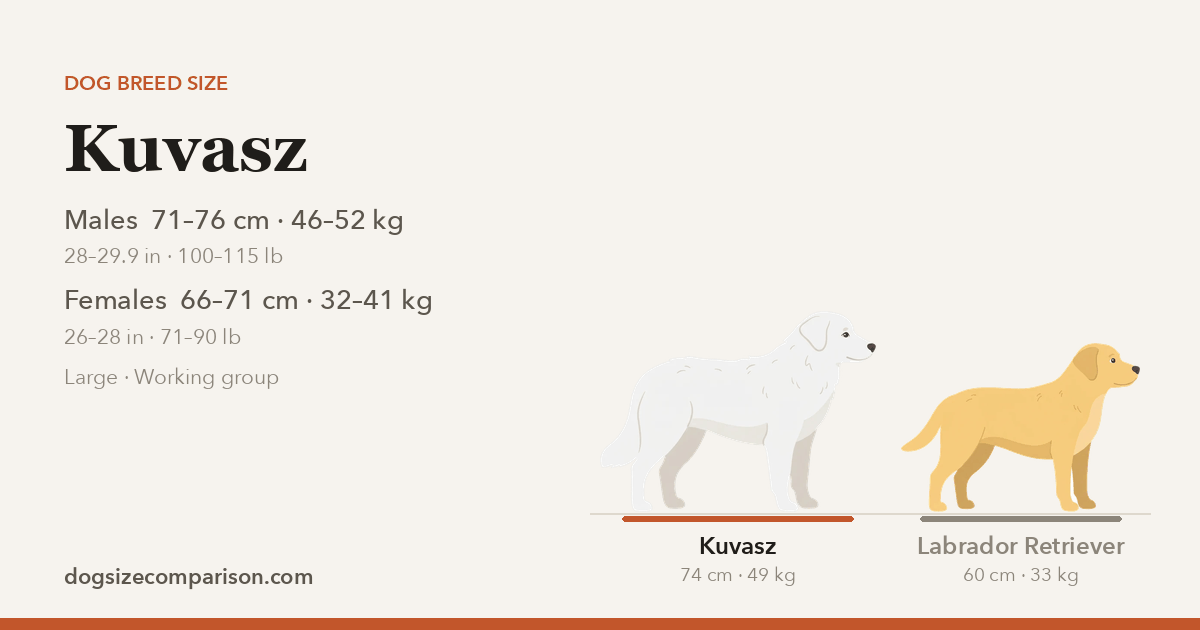 DOG BREED SIZE
Kuvasz
Males 71–76 cm · 46–52 kg
28–29.9 in · 100–115 lb
Females 66–71 cm · 32–41 kg
26–28 in · 71–90 lb
Large · Working group
Kuvasz
74 cm · 49 kg
Labrador Retriever
60 cm · 33 kg
dogsizecomparison.com